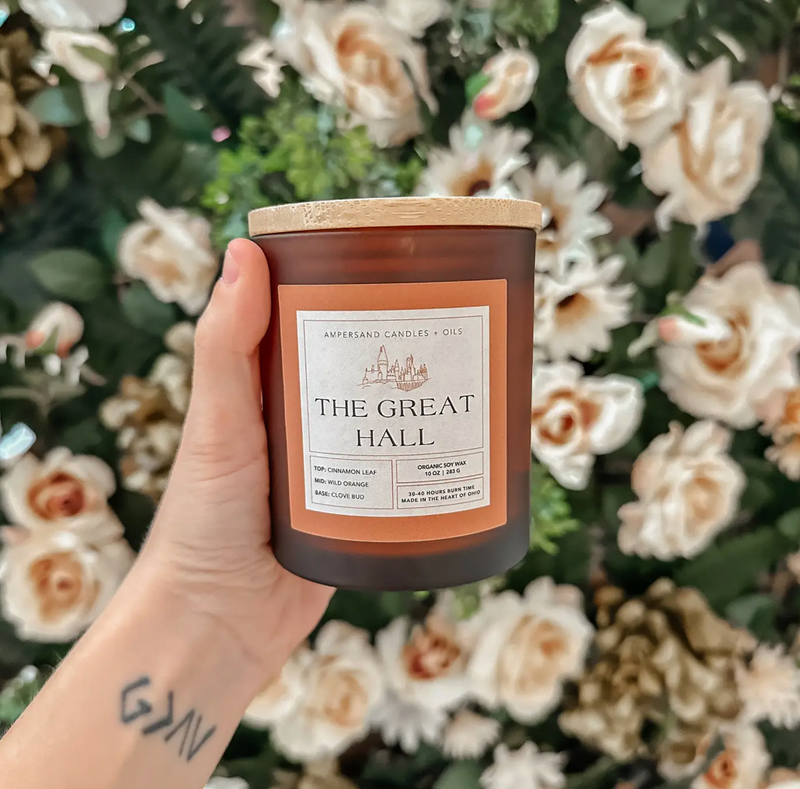 AMPERSAND CANDLES + OILS
THE GREAT
HALL
TOP: CINNAMON LEAF
MID: WILD ORANGE
BASE: CLOVE BUD
ORGANIC SOY WAX
10 OZ | 283 G
30-40 HOURS BURN TIME
MADE IN THE HEART OF OHIO
G>ΛV